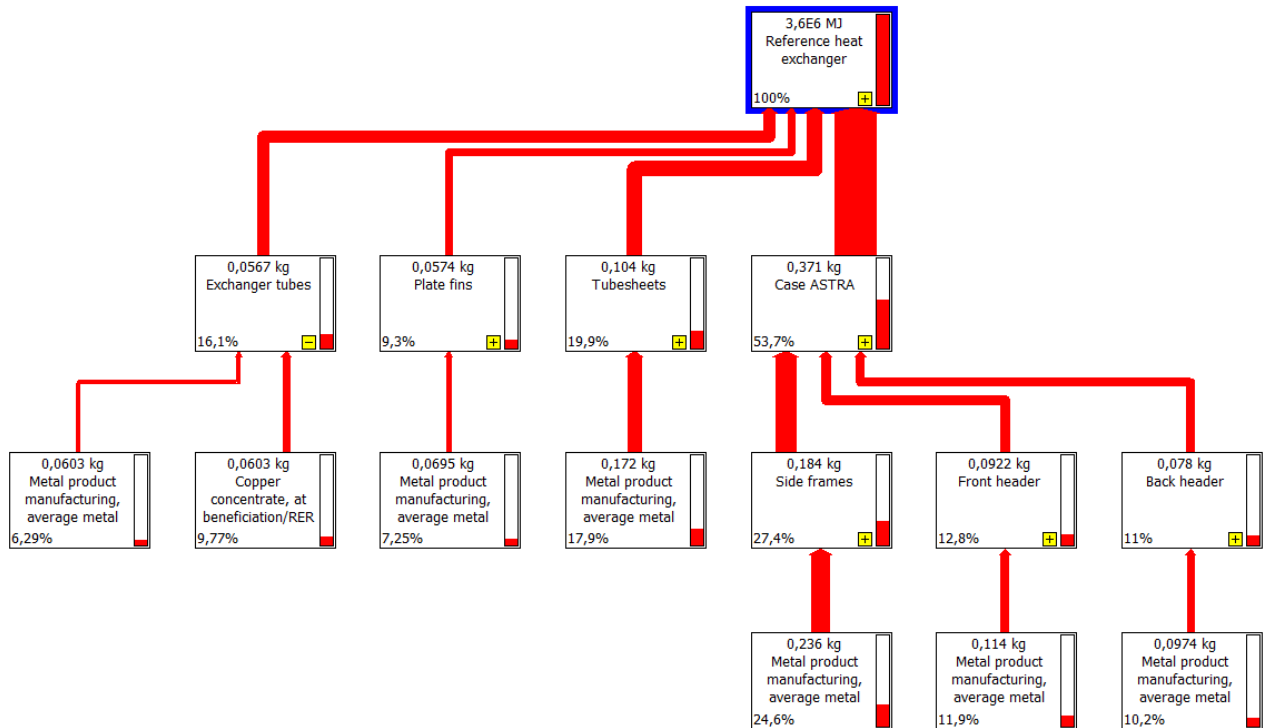 3,6E6 MJ
Reference heat
exchanger
100%
+
0,0567 kg
Exchanger tubes
16,1%
−
0,0574 kg
Plate fins
9,3%
+
0,104 kg
Tubesheets
19,9%
+
0,371 kg
Case ASTRA
53,7%
+
0,0603 kg
Metal product
manufacturing,
average metal
6,29%
0,0603 kg
Copper
concentrate, at
beneficiation/RER
9,77%
0,0695 kg
Metal product
manufacturing,
average metal
7,25%
0,172 kg
Metal product
manufacturing,
average metal
17,9%
0,184 kg
Side frames
27,4%
+
0,0922 kg
Front header
12,8%
+
0,078 kg
Back header
11%
+
0,236 kg
Metal product
manufacturing,
average metal
24,6%
0,114 kg
Metal product
manufacturing,
average metal
11,9%
0,0974 kg
Metal product
manufacturing,
average metal
10,2%